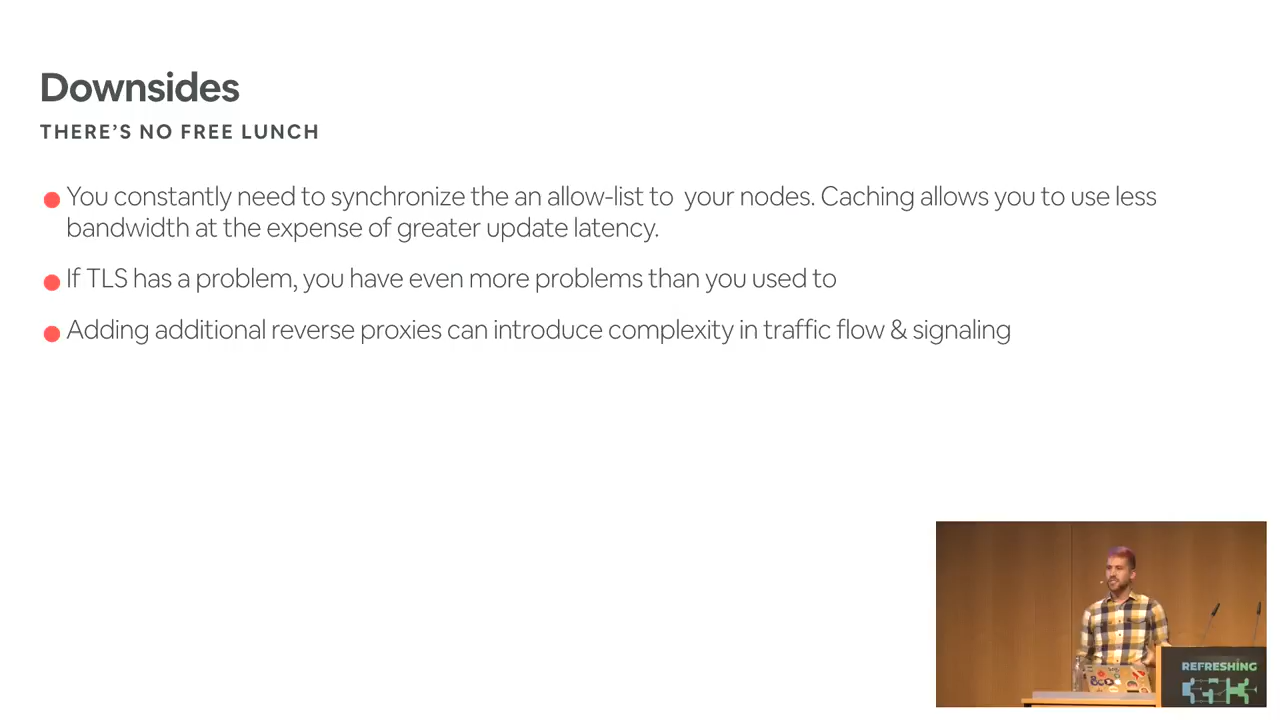 Downsides
THERE’S NO FREE LUNCH
You constantly need to synchronize the an allow-list to  your nodes. Caching allows you to use less
bandwidth at the expense of greater update latency.
If TLS has a problem, you have even more problems than you used to
Adding additional reverse proxies can introduce complexity in traffic flow & signaling
REFRESHING